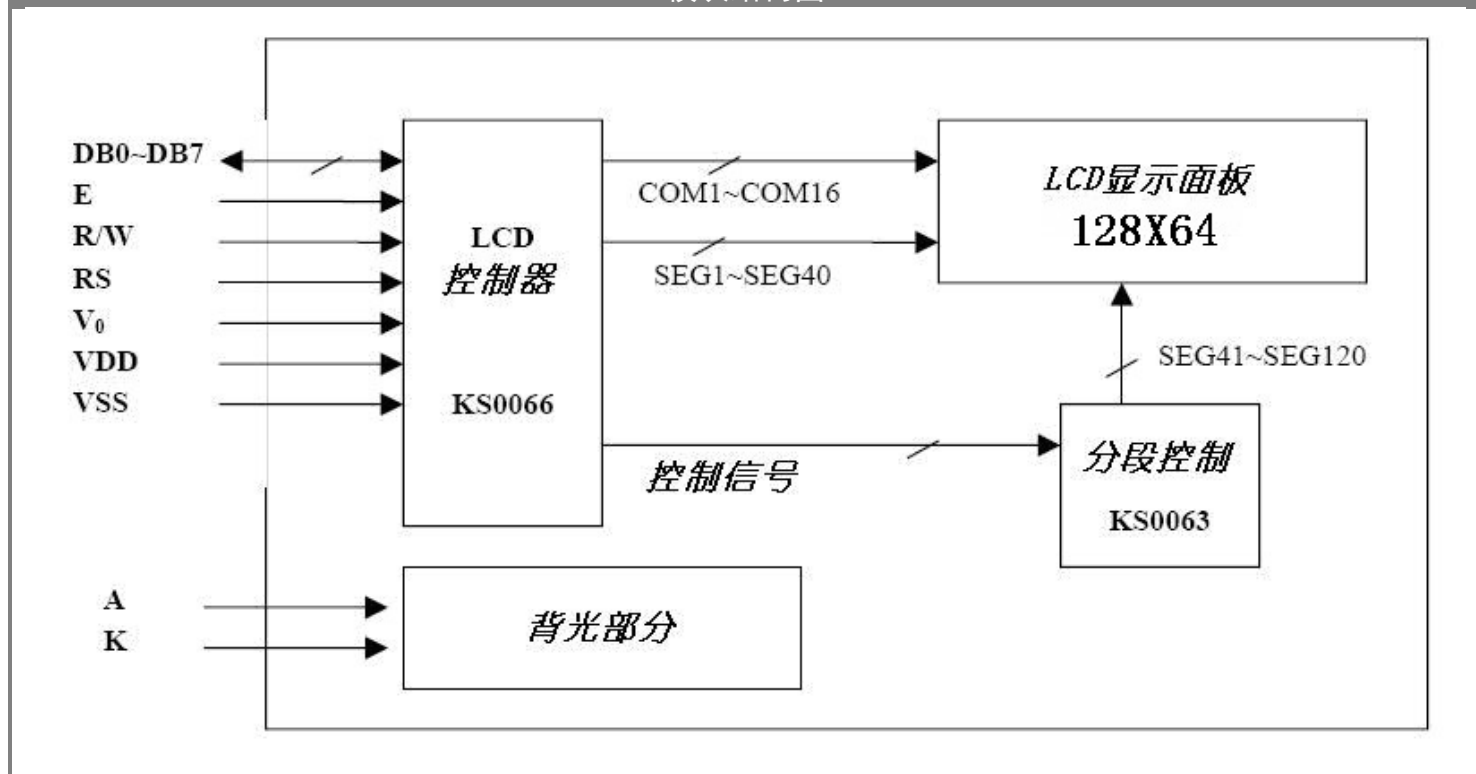 DB0~DB7
E
R/W
RS
V0
VDD
VSS
LCD
控制器
KS0066
COM1~COM16
SEG1~SEG40
LCD显示面板
128X64
SEG41~SEG120
控制信号
分段控制
KS0063
A
K
背光部分